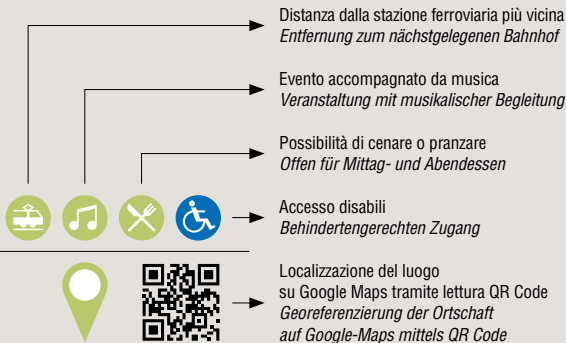 Distanza dalla stazione ferroviaria più vicina
Entfernung zum nächstgelegenen Bahnhof
Evento accompagnato da musica
Veranstaltung mit musikalischer Begleitung
Possibilità di cenare o pranzare
Offen für Mittag- und Abendessen
Accesso disabili
Behindertengerechten Zugang
Localizzazione del luogo
su Google Maps tramite lettura QR Code
Georeferenzierung der Ortschaft
auf Google-Maps mittels QR Code